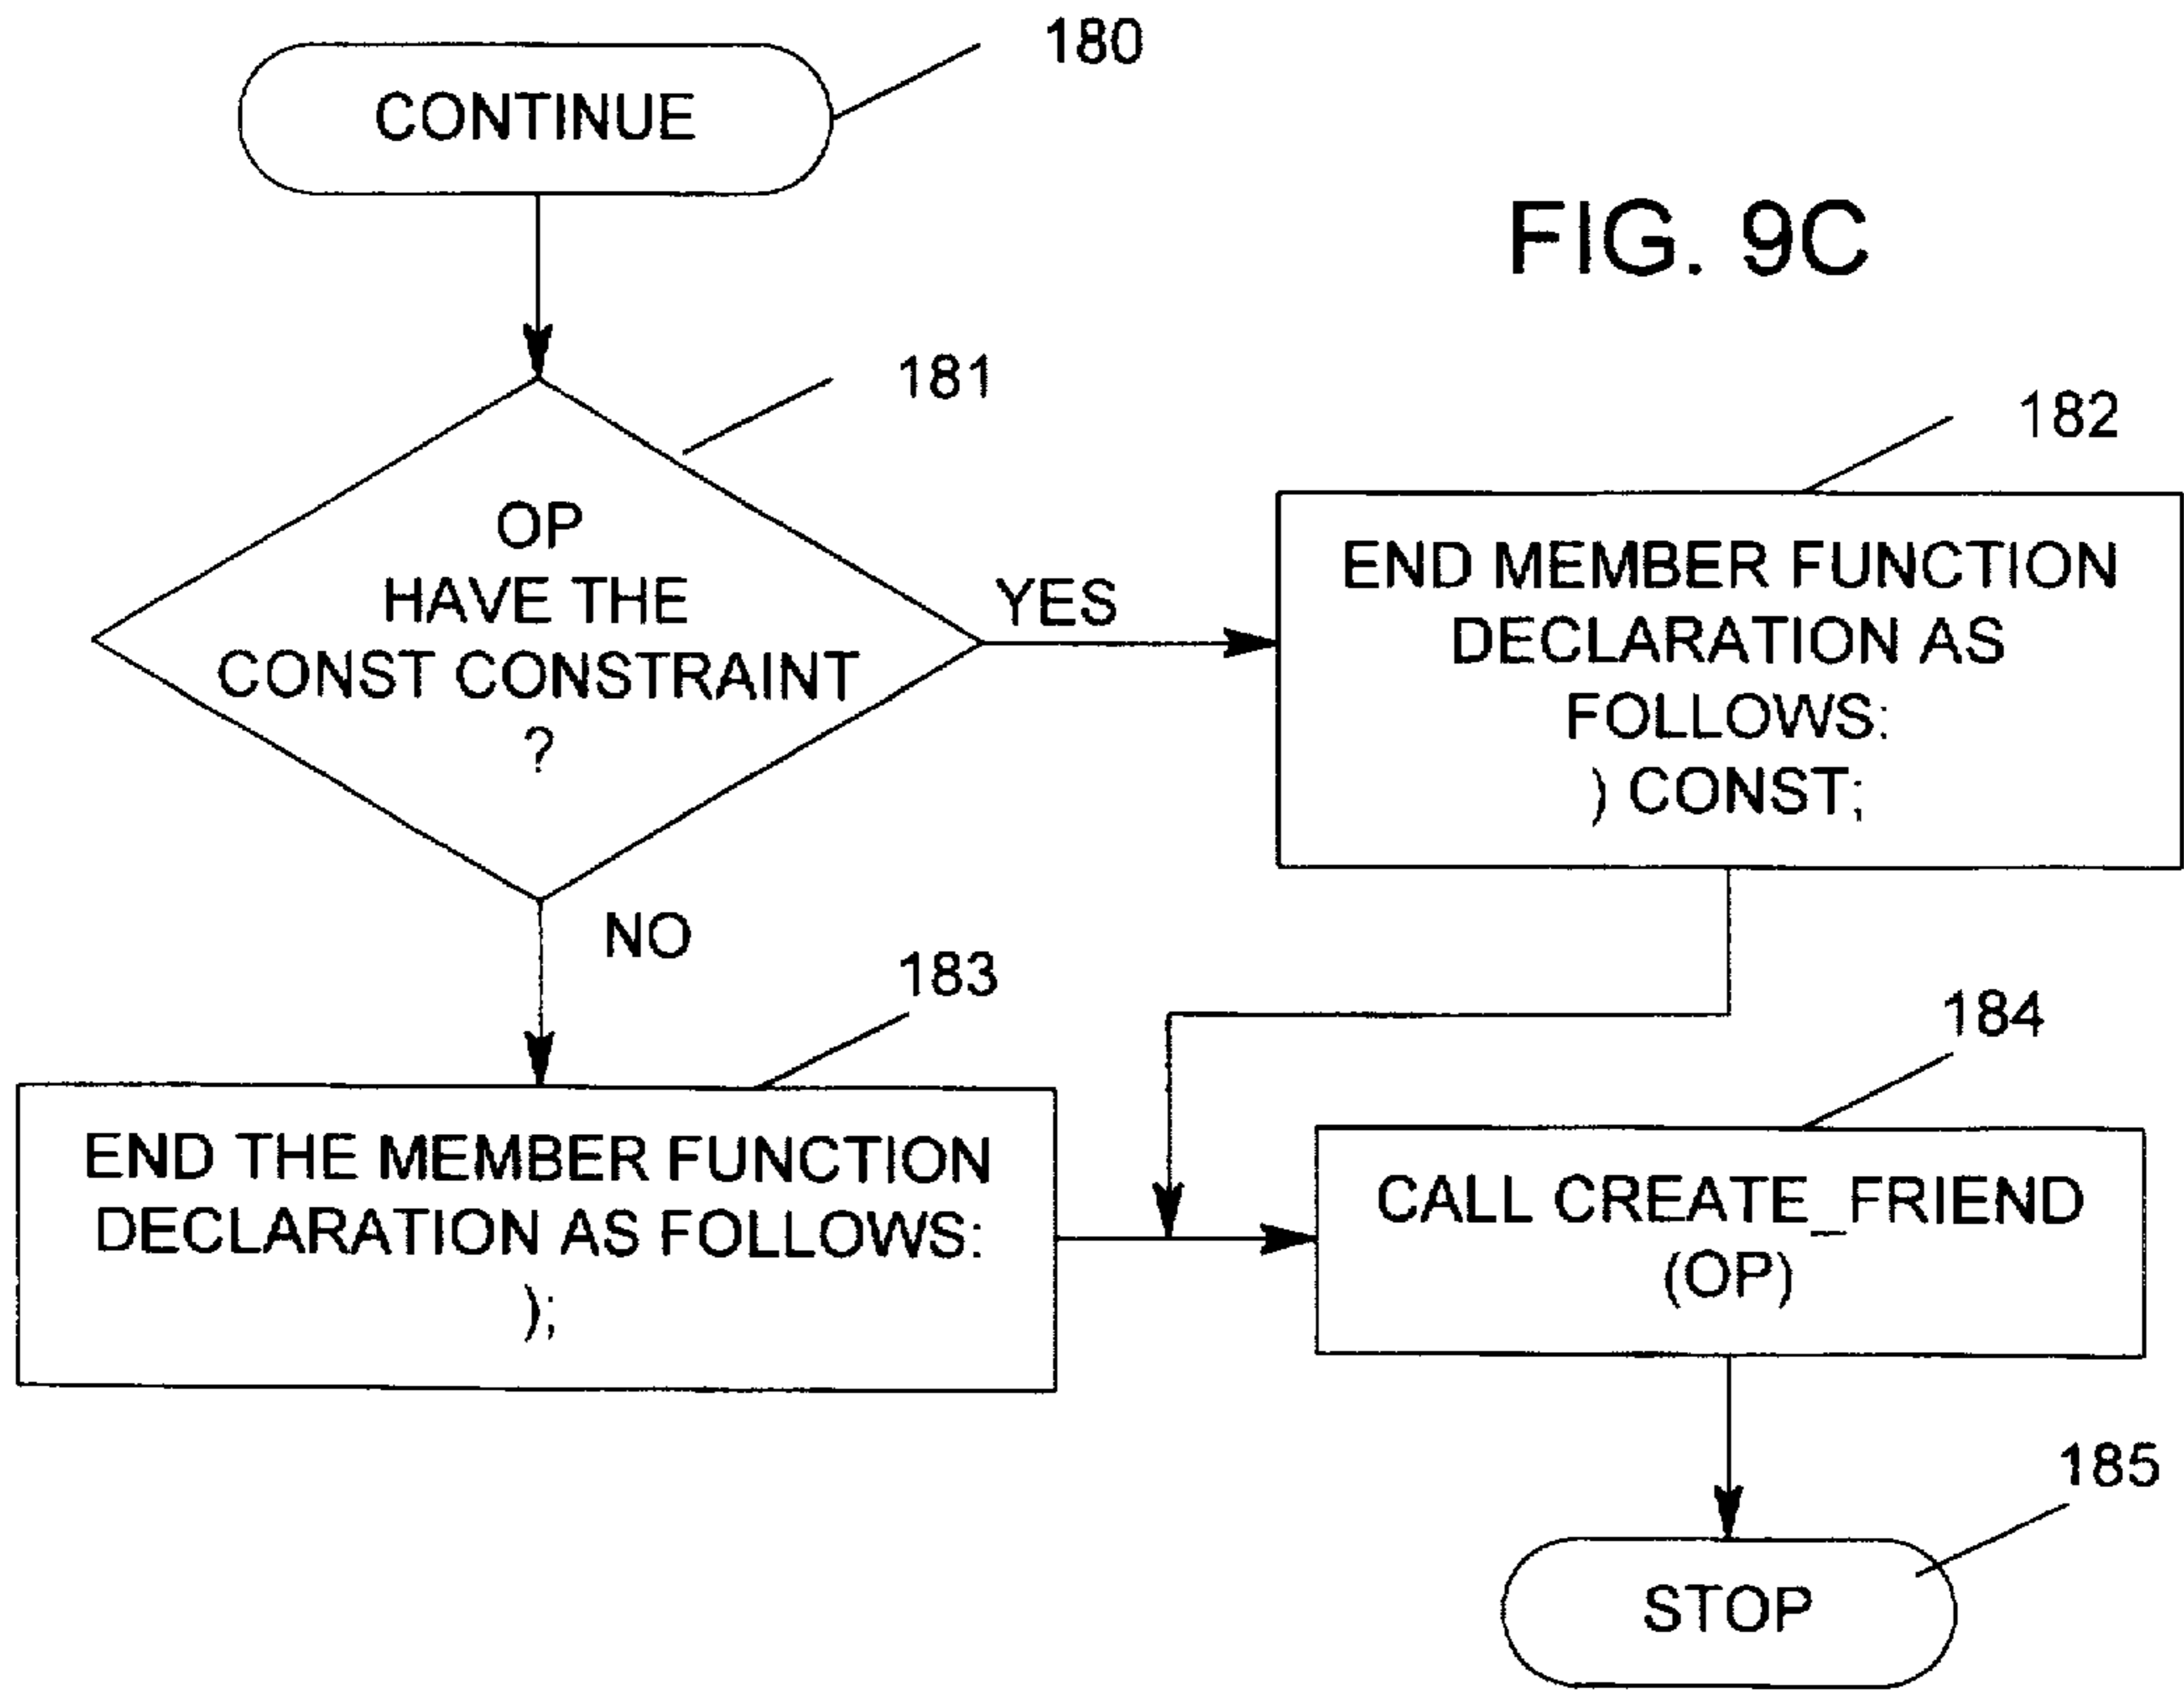 180
CONTINUE
FIG. 9C
181
182
OP
HAVE THE
CONST CONSTRAINT
?
YES
END MEMBER FUNCTION
DECLARATION AS
FOLLOWS:
) CONST;
NO
183
184
END THE MEMBER FUNCTION
DECLARATION AS FOLLOWS:
);
CALL CREATE_FRIEND
(OP)
185
STOP